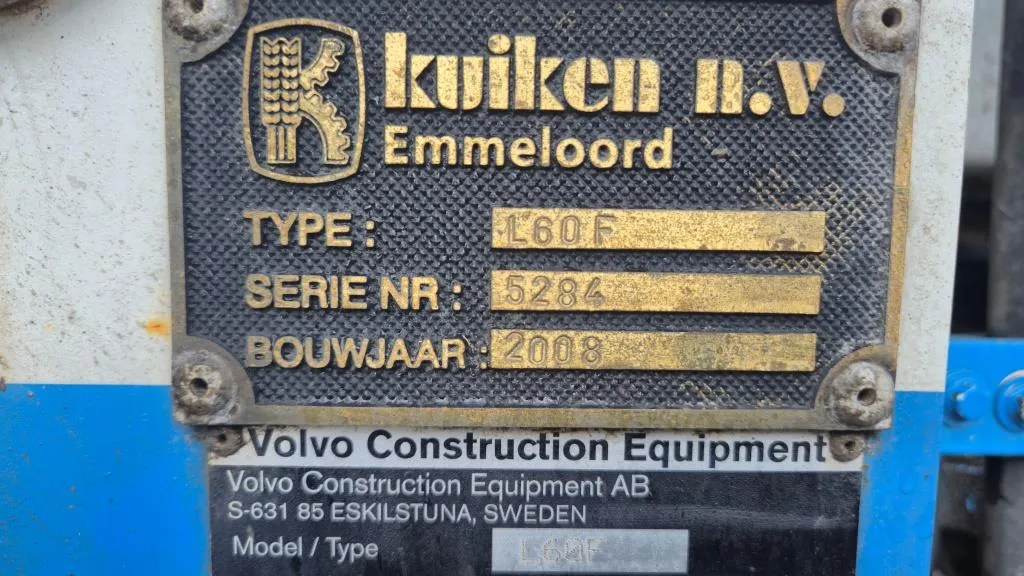 kuiken n.v.
Emmeloord
TYPE : L60F
SERIE NR : 5284
BOUWJAAR : 2008
Volvo Construction Equipment
Volvo Construction Equipment AB
S-631 85 ESKILSTUNA, SWEDEN
Model / Type L60F